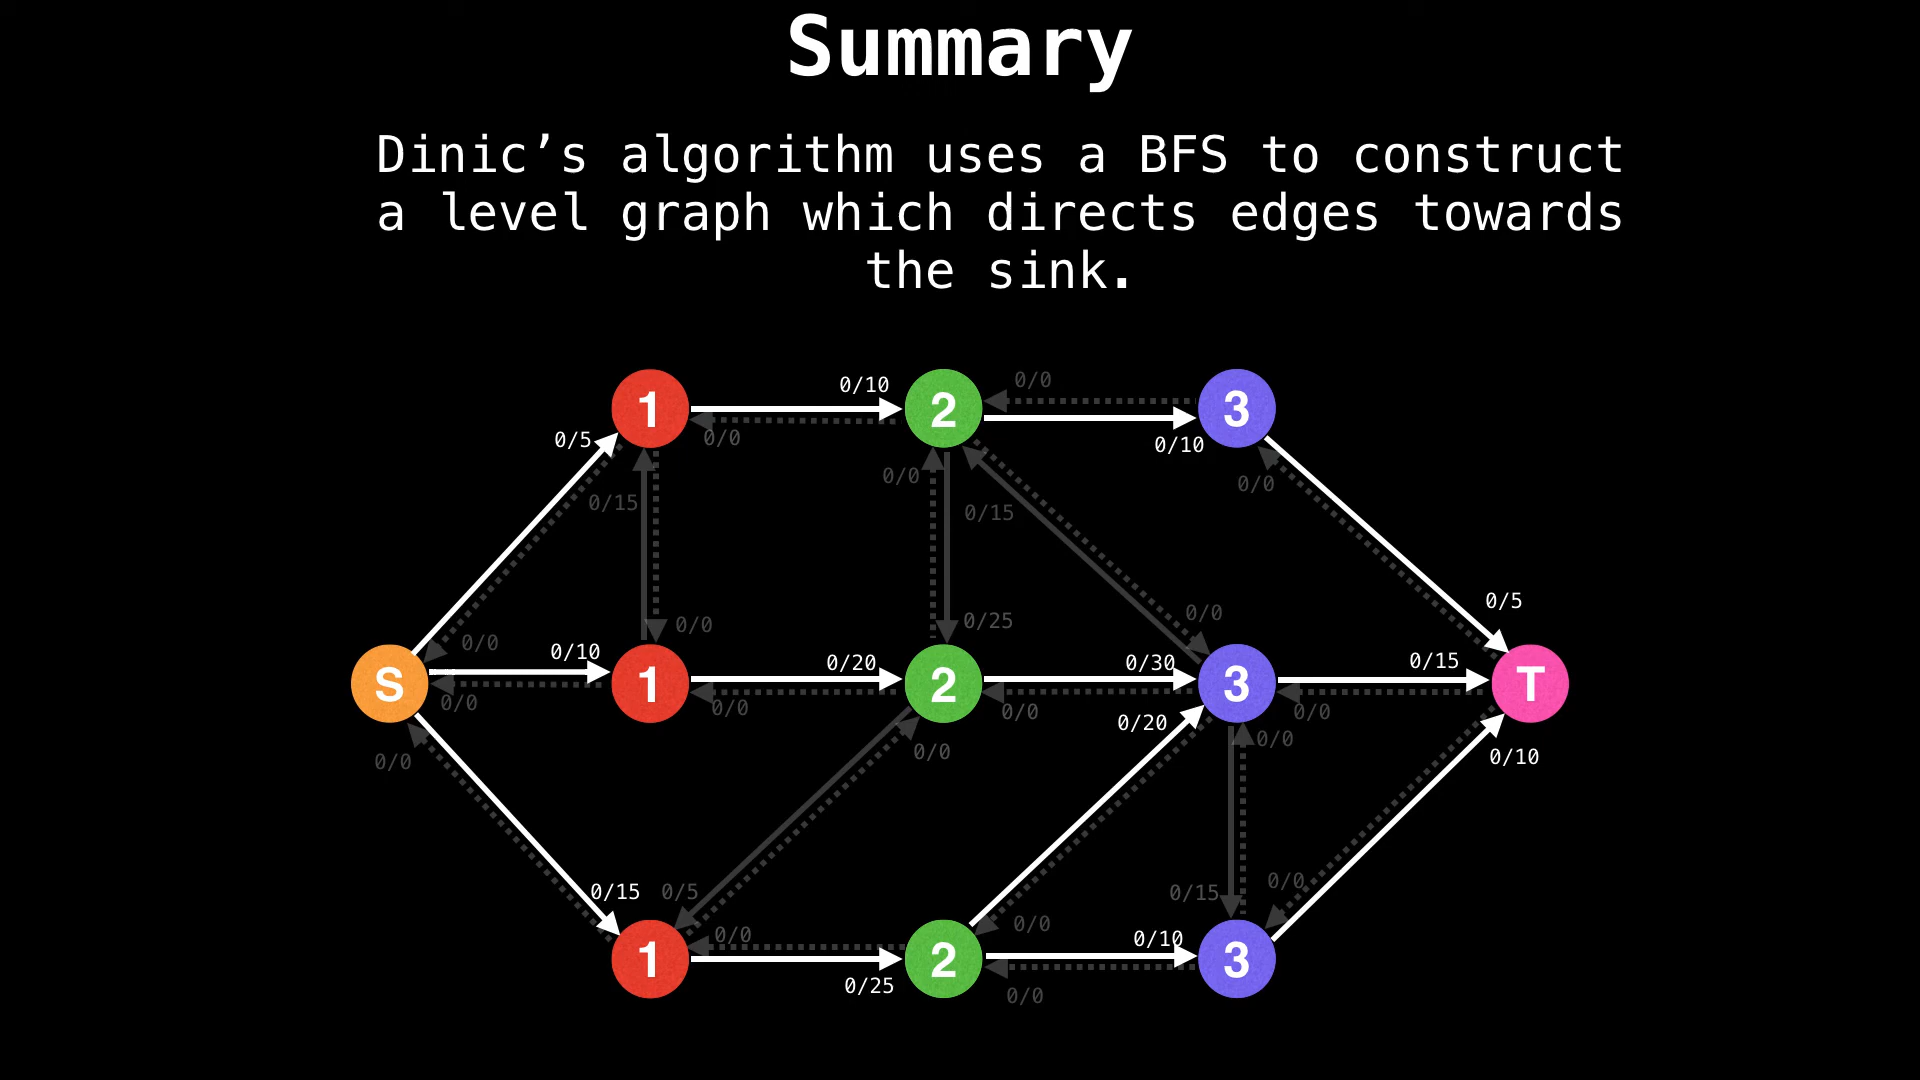 Summary
Dinic’s algorithm uses a BFS to construct
a level graph which directs edges towards
the sink.
0/10 0/0
1 2 3
0/5 0/0 0/10
0/0 0/0
0/15 0/15
0/5
0/0 0/25
0/0 0/0
0/10 0/20 0/30 0/15
S 1 2 3 T
0/0 0/0 0/0 0/0
0/20
0/0 0/0 0/0 0/10
0/15 0/5 0/15 0/0
0/0 0/0 0/10
1 2 3
0/25 0/0